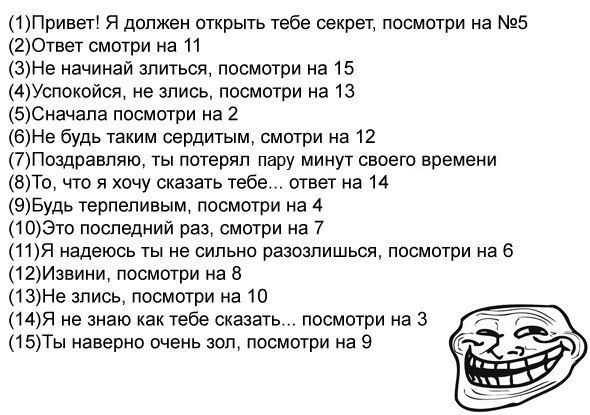 (1)Привет! Я должен открыть тебе секрет, посмотри на №5
(2)Ответ смотри на 11
(3)Не начинай злиться, посмотри на 15
(4)Успокойся, не злись, посмотри на 13
(5)Сначала посмотри на 2
(6)Не будь таким сердитым, смотри на 12
(7)Поздравляю, ты потерял пару минут своего времени
(8)То, что я хочу сказать тебе... ответ на 14
(9)Будь терпеливым, посмотри на 4
(10)Это последний раз, смотри на 7
(11)Я надеюсь ты не сильно разозлишься, посмотри на 6
(12)Извини, посмотри на 8
(13)Не злись, посмотри на 10
(14)Я не знаю как тебе сказать... посмотри на 3
(15)Ты наверно очень зол, посмотри на 9